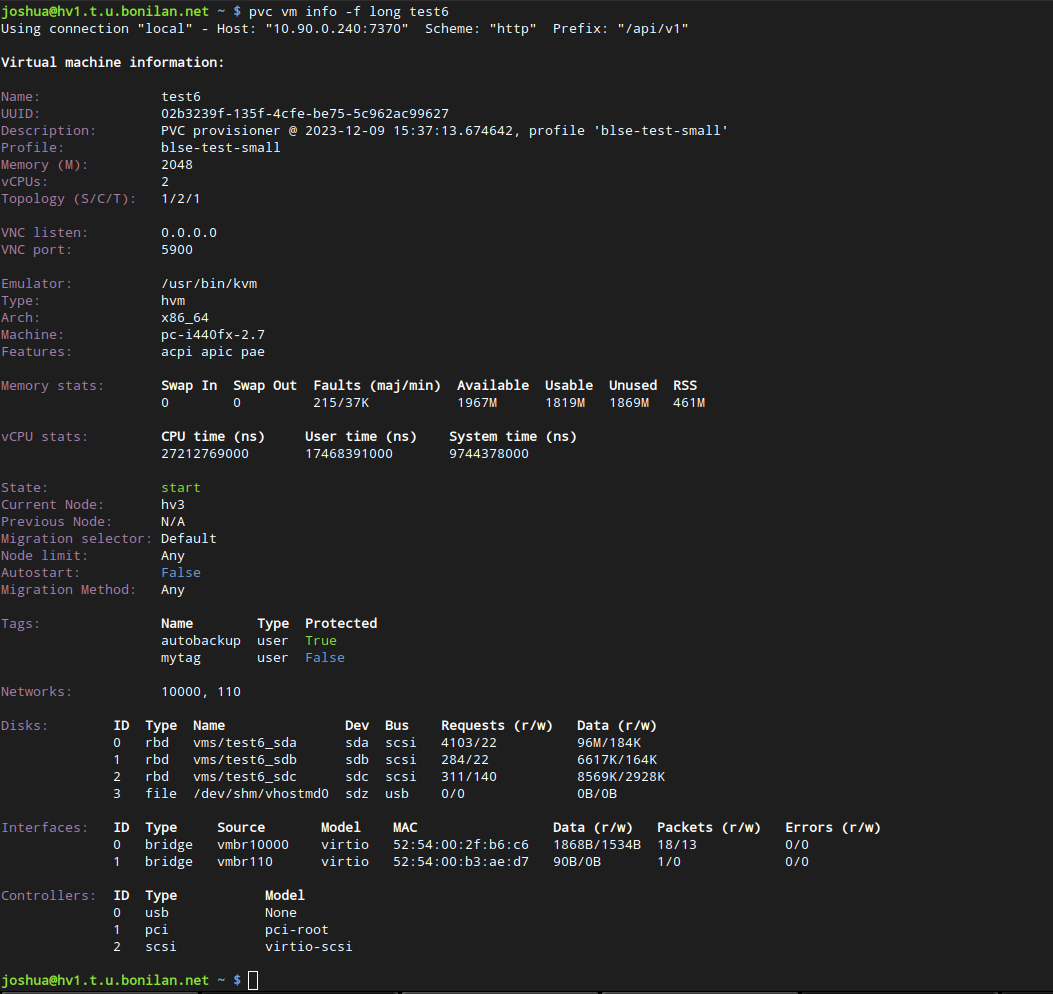 joshua@hv1.t.u.bonilan.net ~ $ pvc vm info -f long test6
Using connection "local" - Host: "10.90.0.240:7370"  Scheme: "http"  Prefix: "/api/v1"
Virtual machine information:
Name:               test6
UUID:               02b3239f-135f-4cfe-be75-5c962ac99627
Description:        PVC provisioner @ 2023-12-09 15:37:13.674642, profile 'blse-test-small'
Profile:            blse-test-small
Memory (M):         2048
vCPUs:              2
Topology (S/C/T):   1/2/1
VNC listen:         0.0.0.0
VNC port:           5900
Emulator:           /usr/bin/kvm
Type:               hvm
Arch:               x86_64
Machine:            pc-i440fx-2.7
Features:           acpi apic pae
Memory stats:       Swap In  Swap Out  Faults (maj/min)  Available  Usable  Unused  RSS
                    0        0         215/37K           1967M      1819M   1869M   461M
vCPU stats:         CPU time (ns)     User time (ns)    System time (ns)
                    27212769000       17468391000       9744378000
State:              start
Current Node:       hv3
Previous Node:      N/A
Migration selector: Default
Node limit:         Any
Autostart:          False
Migration Method:   Any
Tags:               Name        Type  Protected
                    autobackup  user  True
                    mytag       user  False
Networks:           10000, 110
Disks:        ID  Type  Name               Dev  Bus    Requests (r/w)   Data (r/w)
              0   rbd   vms/test6_sda      sda  scsi   4103/22          96M/184K
              1   rbd   vms/test6_sdb      sdb  scsi   284/22           6617K/164K
              2   rbd   vms/test6_sdc      sdc  scsi   311/140          8569K/2928K
              3   file  /dev/shm/vhostmd0  sdz  usb    0/0              0B/0B
Interfaces:   ID  Type     Source       Model    MAC                 Data (r/w)   Packets (r/w)   Errors (r/w)
              0   bridge   vmbr10000    virtio   52:54:00:2f:b6:c6   1868B/1534B  18/13           0/0
              1   bridge   vmbr110      virtio   52:54:00:b3:ae:d7   90B/0B       1/0             0/0
Controllers:  ID  Type           Model
              0   usb            None
              1   pci            pci-root
              2   scsi           virtio-scsi
joshua@hv1.t.u.bonilan.net ~ $